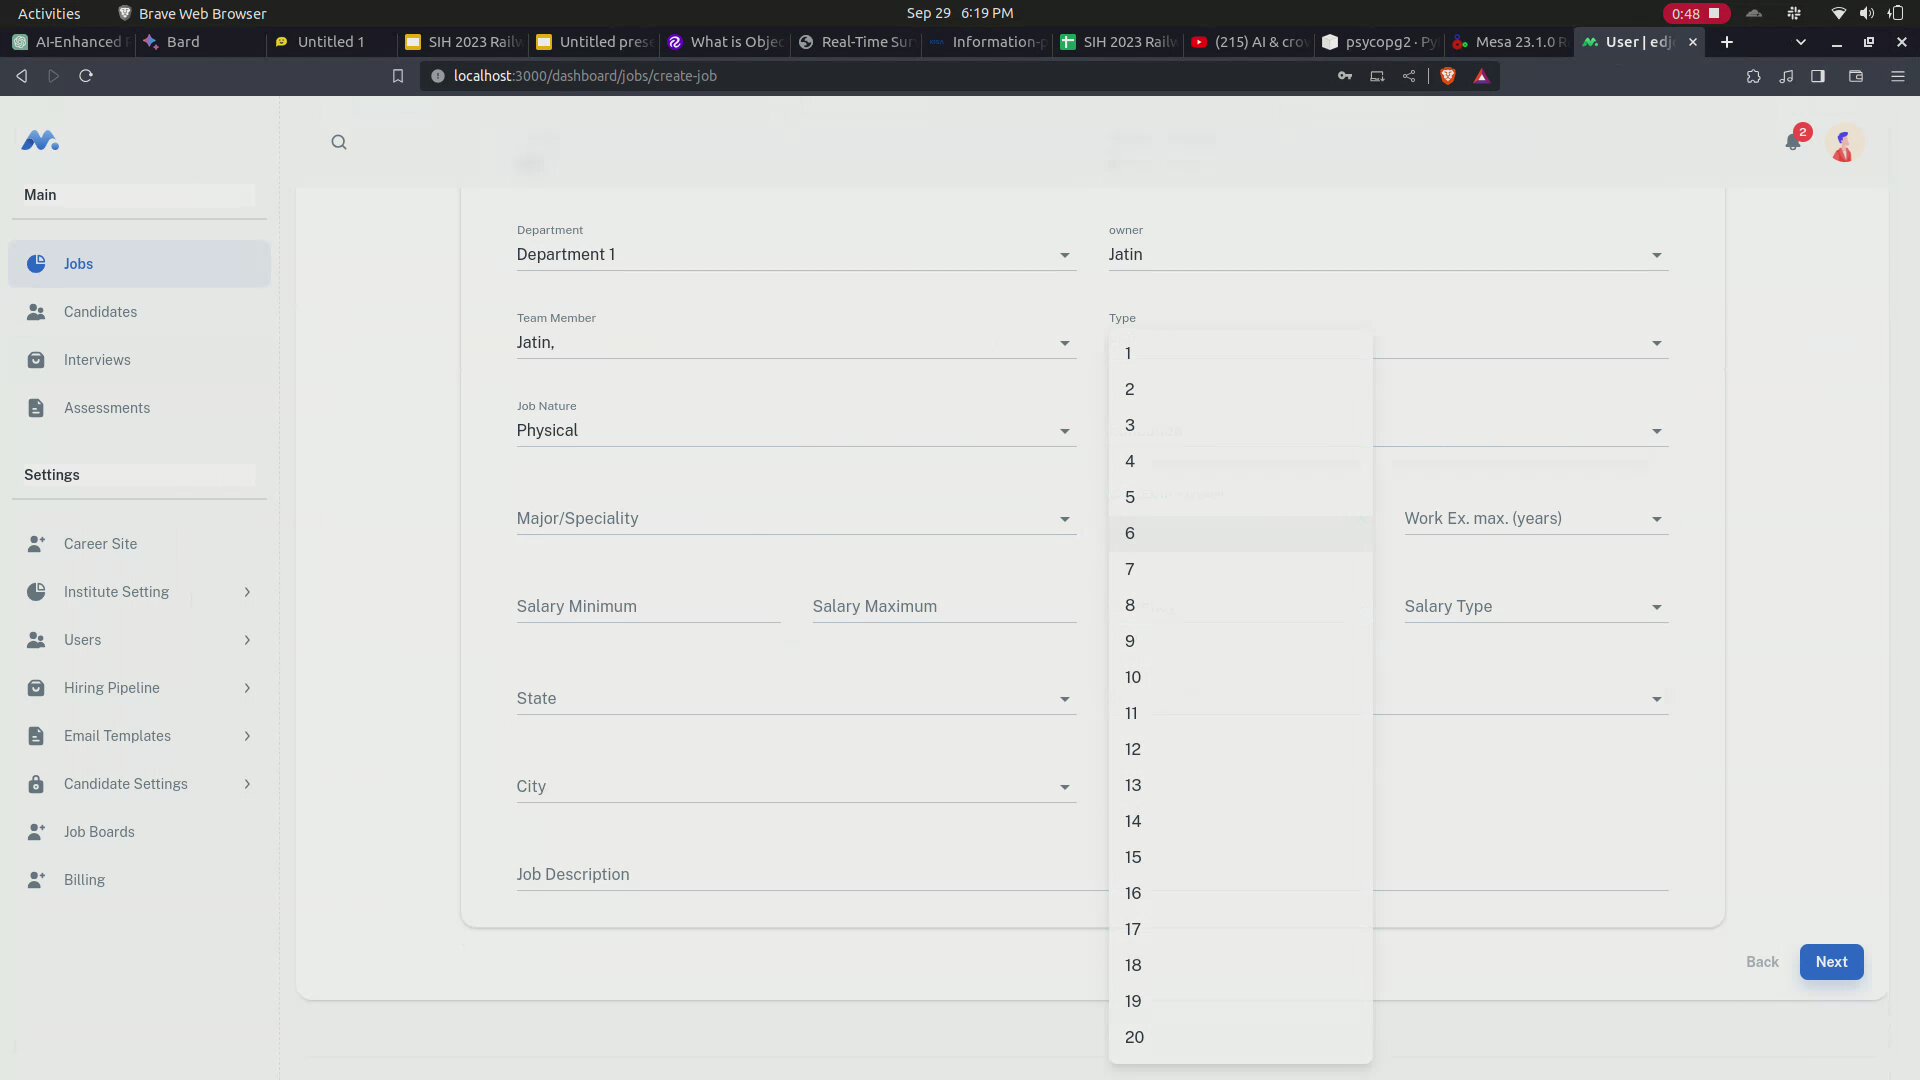 Activities
Brave Web Browser
Sep 29 6:19 PM
0:48
AI-Enhanced
Bard
Untitled 1
SIH 2023 Railw
Untitled prese
What is Objec
Real-Time Sur
Information-p
SIH 2023 Railw
(215) AI & crow
psycopg2 · Py
Mesa 23.1.0 R
User | edj
localhost:3000/dashboard/jobs/create-job
2
Main
Jobs
Candidates
Interviews
Assessments
Settings
Career Site
Institute Setting
Users
Hiring Pipeline
Email Templates
Candidate Settings
Job Boards
Billing
Department
Department 1
owner
Jatin
Team Member
Jatin,
Type
Job Nature
Physical
Major/Speciality
Work Ex. max. (years)
Salary Minimum
Salary Maximum
Salary Type
State
City
Job Description
1
2
3
4
5
6
7
8
9
10
11
12
13
14
15
16
17
18
19
20
Back
Next